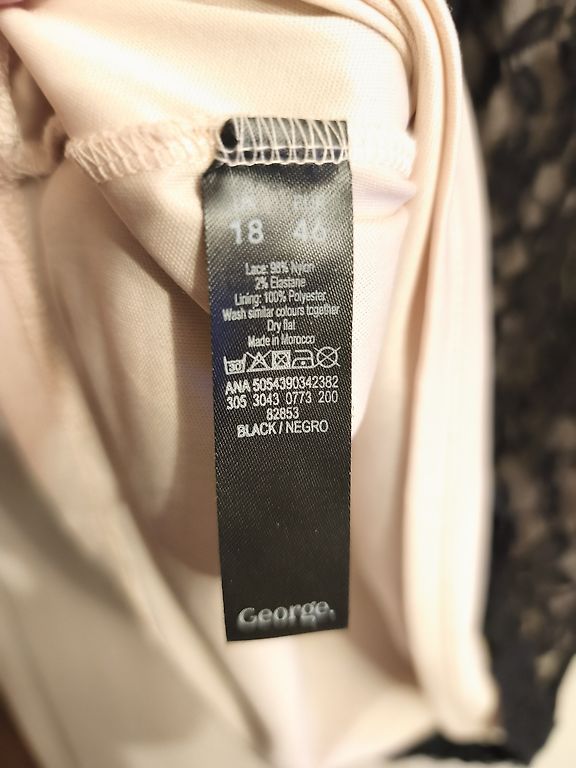 18 46
Lace: 98% Nylon
2% Elastane
Lining: 100% Polyester
Wash similar colours together
Dry flat
Made in Morocco
30
ANA 5054390342382
305 3043 0773 200
82853
BLACK / NEGRO
George.